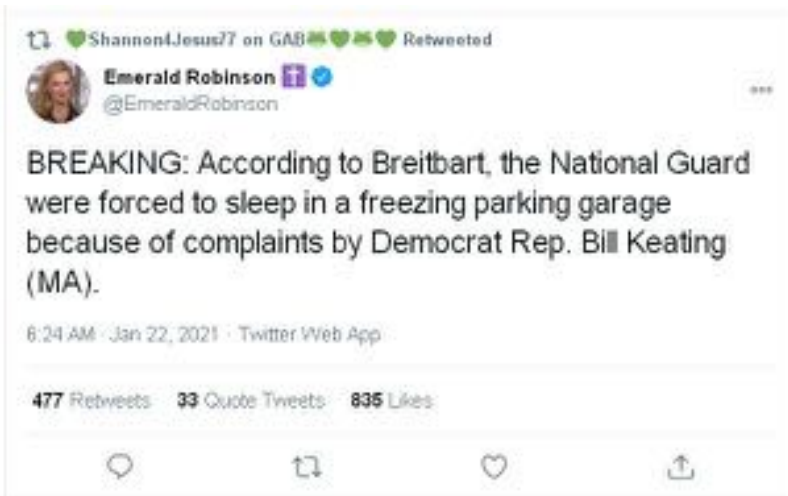 💚Shannon4Jesus77 on GAB🐸💚🐸💚 Retweeted
Emerald Robinson ✝️
@EmeraldRobinson
BREAKING: According to Breitbart, the National Guard
were forced to sleep in a freezing parking garage
because of complaints by Democrat Rep. Bill Keating
(MA).
6:24 AM · Jan 22, 2021 · Twitter Web App
477 Retweets 33 Quote Tweets 835 Likes